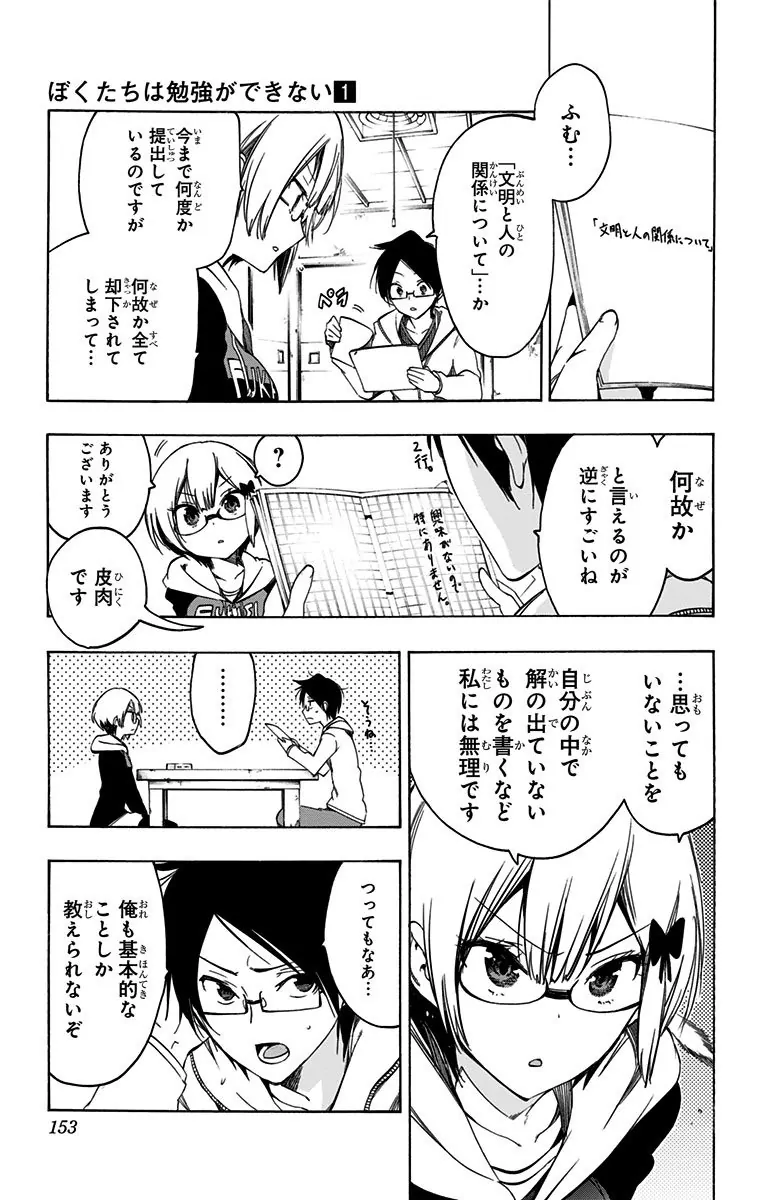 ぼくたちは勉強ができない1
ふむ…
「文明と人の
関係について」…か
「文明と人の関係について」
ペラ
今まで何度か
提出して
いるのですが
何故か全て
却下されて
しまって…
何故か
と言えるのが
逆にすごいね
2行。
興味がないので
特にありません。
?
ありがとう
ございます
皮肉
です
…思っても
いないことを
自分の中で
解の出ていない
ものを書くなど
私には無理です
そうね…
………
つってもなあ…
俺も基本的な
ことしか
教えられないぞ
153